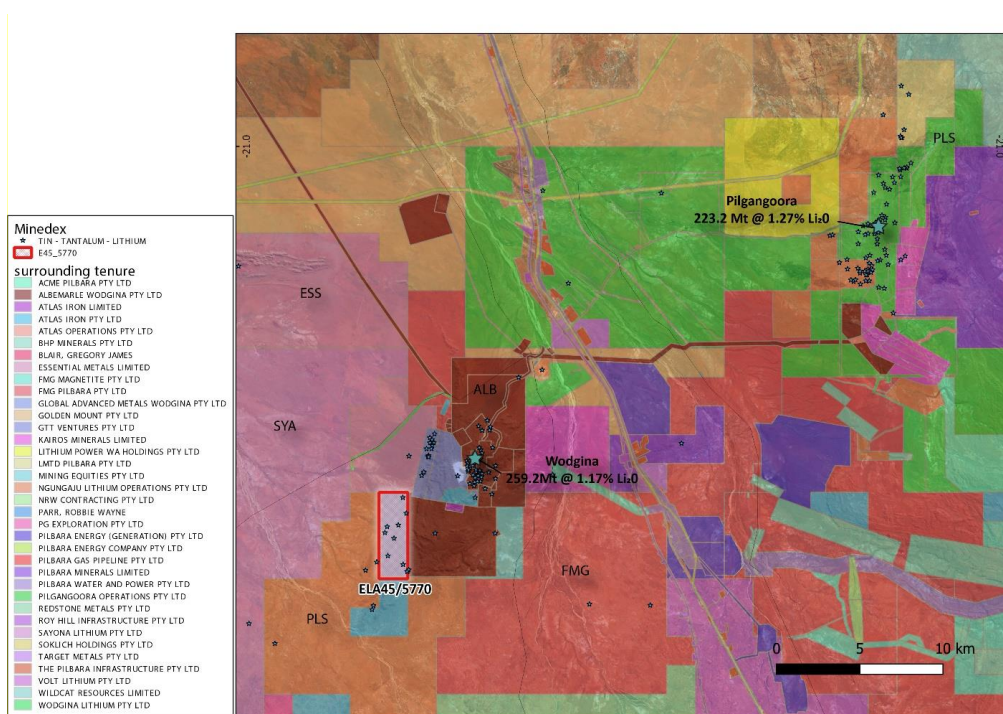 -21.0
-21.0
PLS
Pilgangoora
223.2 Mt @ 1.27% Li₂0
ESS
ALB
SYA
Wodgina
259.2Mt @ 1.17% Li₂0
ELA45/5770
FMG
PLS
0 5 10 km
Minedex
TIN - TANTALUM - LITHIUM
E45_5770
surrounding tenure
ACME PILBARA PTY LTD
ALBEMARLE WODGINA PTY LTD
ATLAS IRON LIMITED
ATLAS IRON PTY LTD
ATLAS OPERATIONS PTY LTD
BHP MINERALS PTY LTD
BLAIR, GREGORY JAMES
ESSENTIAL METALS LIMITED
FMG MAGNETITE PTY LTD
FMG PILBARA PTY LTD
GLOBAL ADVANCED METALS WODGINA PTY LTD
GOLDEN MOUNT PTY LTD
GTT VENTURES PTY LTD
KAIROS MINERALS LIMITED
LITHIUM POWER WA HOLDINGS PTY LTD
LMTD PILBARA PTY LTD
MINING EQUITIES PTY LTD
NGUNGAJU LITHIUM OPERATIONS PTY LTD
NRW CONTRACTING PTY LTD
PARR, ROBBIE WAYNE
PG EXPLORATION PTY LTD
PILBARA ENERGY (GENERATION) PTY LTD
PILBARA ENERGY COMPANY PTY LTD
PILBARA GAS PIPELINE PTY LTD
PILBARA MINERALS LIMITED
PILBARA WATER AND POWER PTY LTD
PILGANGOORA OPERATIONS PTY LTD
REDSTONE METALS PTY LTD
ROY HILL INFRASTRUCTURE PTY LTD
SAYONA LITHIUM PTY LTD
SOKLICH HOLDINGS PTY LTD
TARGET METALS PTY LTD
THE PILBARA INFRASTRUCTURE PTY LTD
VOLT LITHIUM PTY LTD
WILDCAT RESOURCES LIMITED
WODGINA LITHIUM PTY LTD